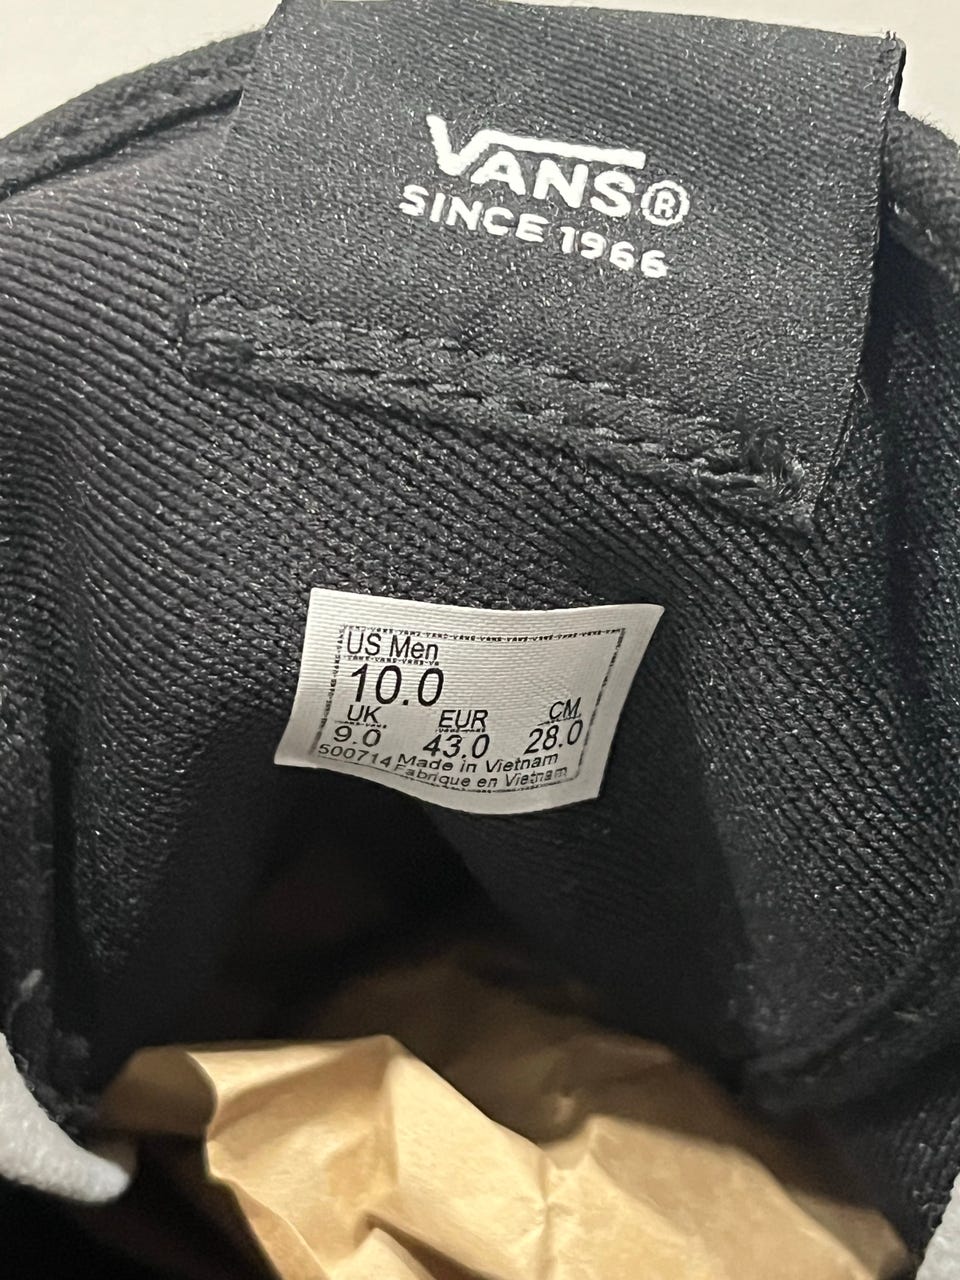 VANS®
SINCE 1966
US Men
10.0
UK EUR CM
9.0 43.0 28.0
500714 Made in Vietnam
Fabrique en Vietnam